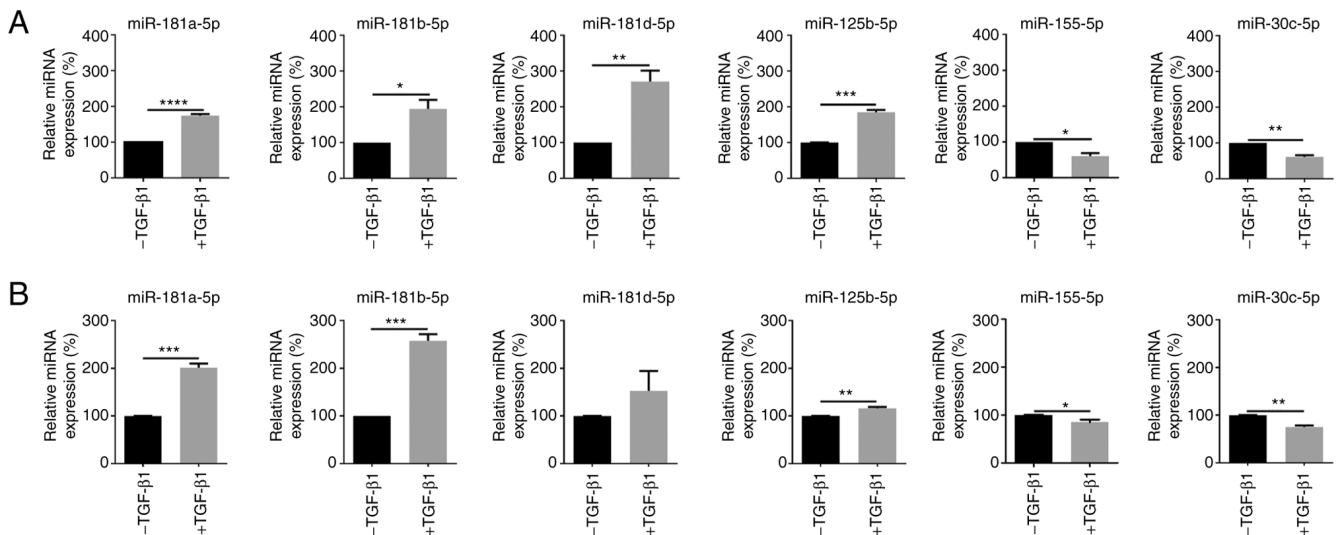 A
miR-181a-5p
miR-181b-5p
miR-181d-5p
miR-125b-5p
miR-155-5p
miR-30c-5p
Relative miRNA
expression (%)
400
300
200
100
0
****
−TGF-β1
+TGF-β1
Relative miRNA
expression (%)
400
300
200
100
0
*
−TGF-β1
+TGF-β1
Relative miRNA
expression (%)
400
300
200
100
0
**
−TGF-β1
+TGF-β1
Relative miRNA
expression (%)
400
300
200
100
0
***
−TGF-β1
+TGF-β1
Relative miRNA
expression (%)
400
300
200
100
0
*
−TGF-β1
+TGF-β1
Relative miRNA
expression (%)
400
300
200
100
0
**
−TGF-β1
+TGF-β1
B
miR-181a-5p
miR-181b-5p
miR-181d-5p
miR-125b-5p
miR-155-5p
miR-30c-5p
Relative miRNA
expression (%)
300
200
100
0
***
−TGF-β1
+TGF-β1
Relative miRNA
expression (%)
300
200
100
0
***
−TGF-β1
+TGF-β1
Relative miRNA
expression (%)
300
200
100
0
−TGF-β1
+TGF-β1
Relative miRNA
expression (%)
300
200
100
0
**
−TGF-β1
+TGF-β1
Relative miRNA
expression (%)
300
200
100
0
*
−TGF-β1
+TGF-β1
Relative miRNA
expression (%)
300
200
100
0
**
−TGF-β1
+TGF-β1